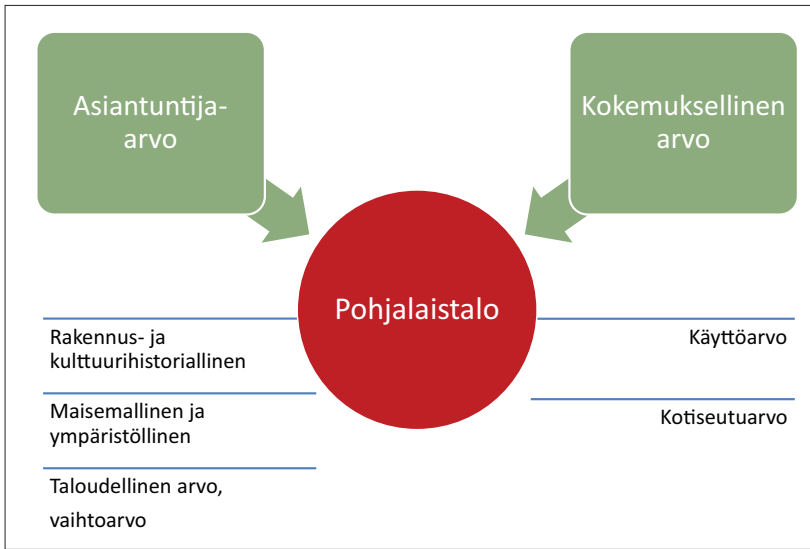 Asiantuntija-
arvo
Kokemuksellinen
arvo
Pohjalaistalo
Rakennus- ja
kulttuurihistoriallinen
Maisemallinen ja
ympäristöllinen
Taloudellinen arvo,
vaihtoarvo
Käyttöarvo
Kotiseutuarvo